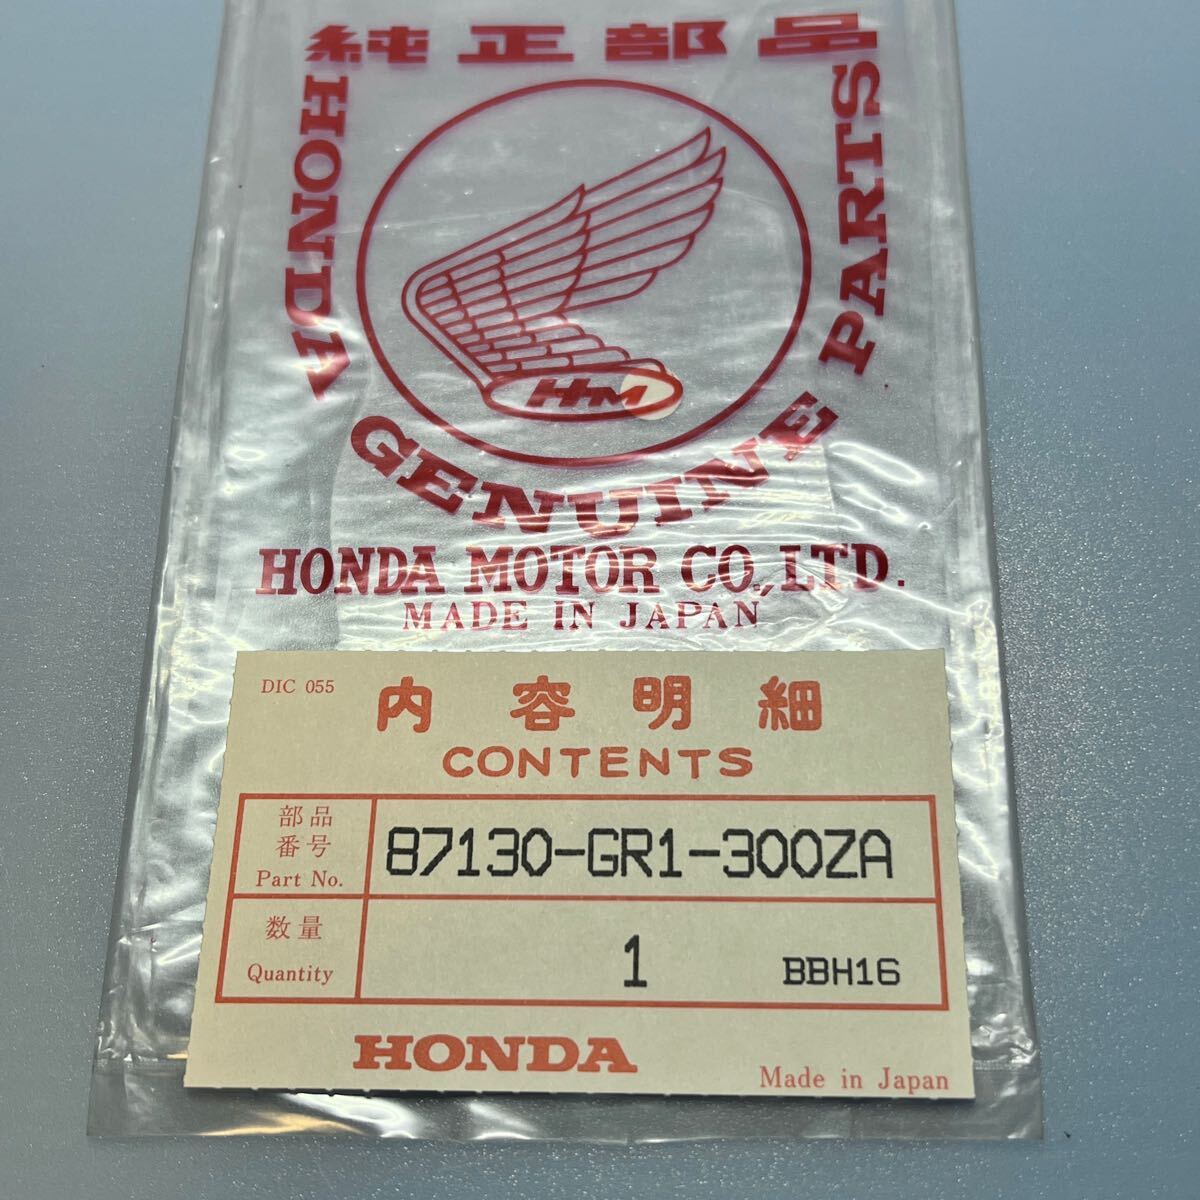 純正部品
HONDA
GENUINE
PARTS
HM
HONDA MOTOR CO., LTD.
MADE IN JAPAN
DIC 055
内容明細
CONTENTS
部品
番号
Part No.
87130-GR1-300ZA
数量
Quantity
1
BBH16
HONDA
Made in Japan